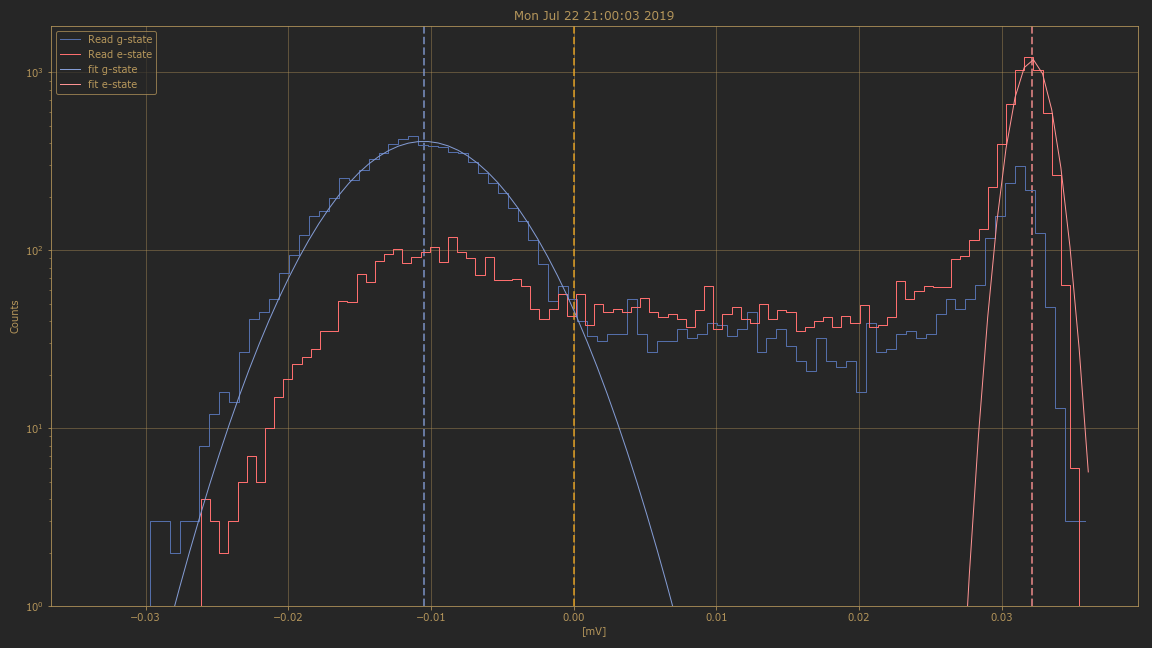 Mon Jul 22 21:00:03 2019
Read g-state
Read e-state
fit g-state
fit e-state
Counts
10³
10²
10¹
10⁰
−0.03 −0.02 −0.01 0.00 0.01 0.02 0.03
[mV]